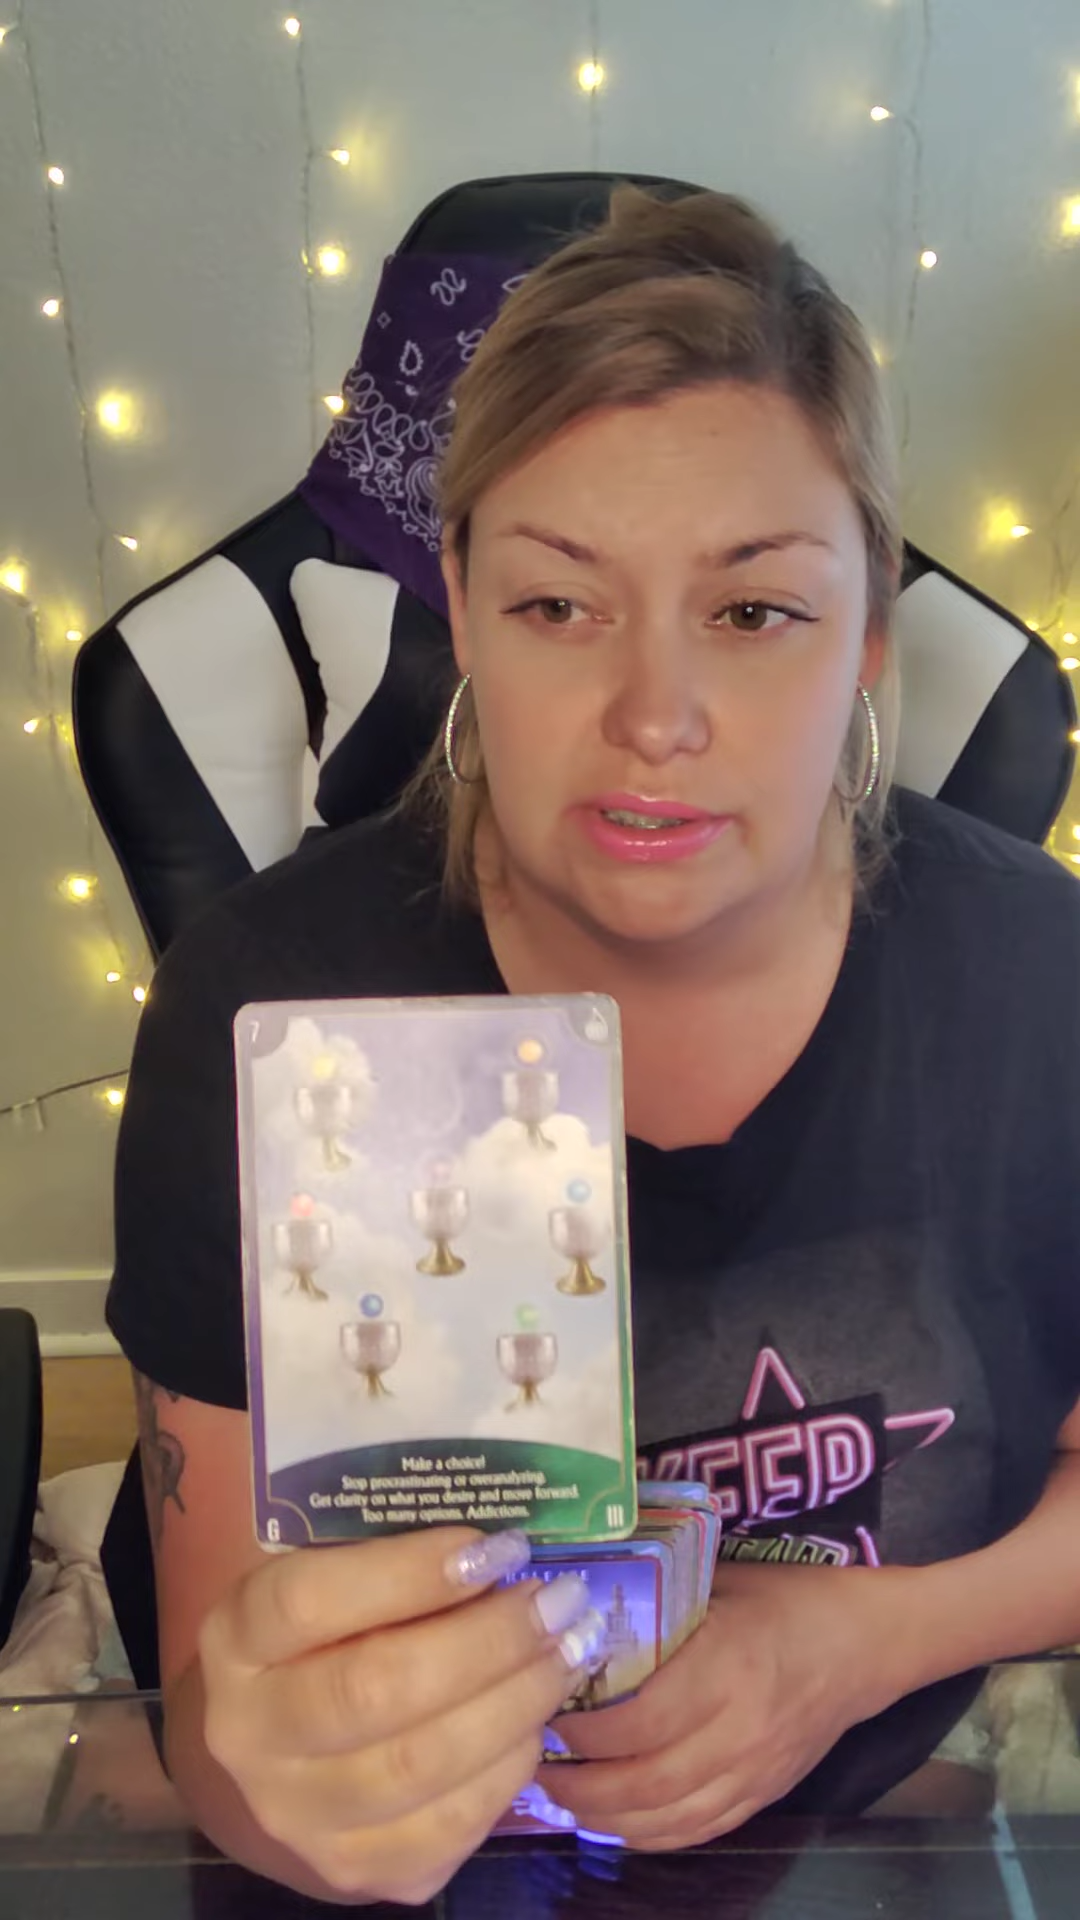 7
Make a choice!
Stop procrastinating or overanalyzing.
Get clarity on what you desire and move forward.
Too many options. Addictions.
G
III
RELEASE
KEEP